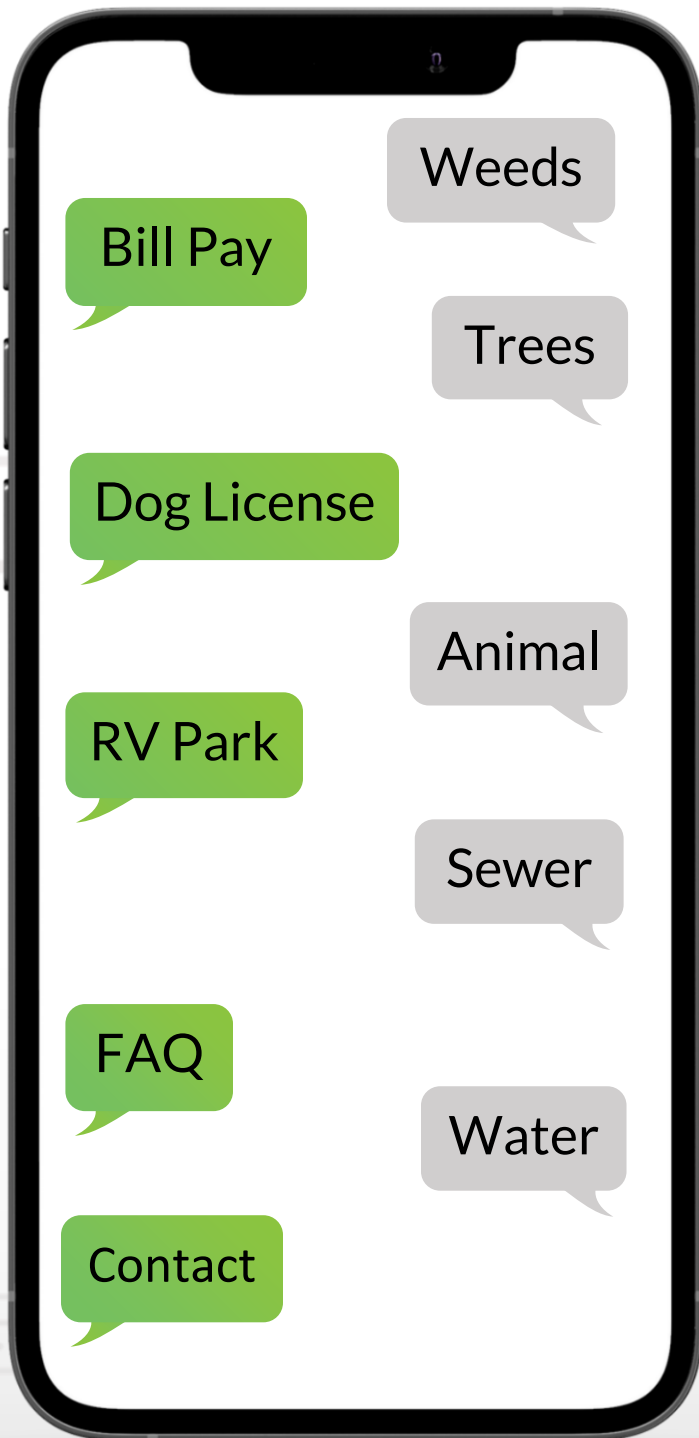 Weeds
Bill Pay
Trees
Dog License
Animal
RV Park
Sewer
FAQ
Water
Contact